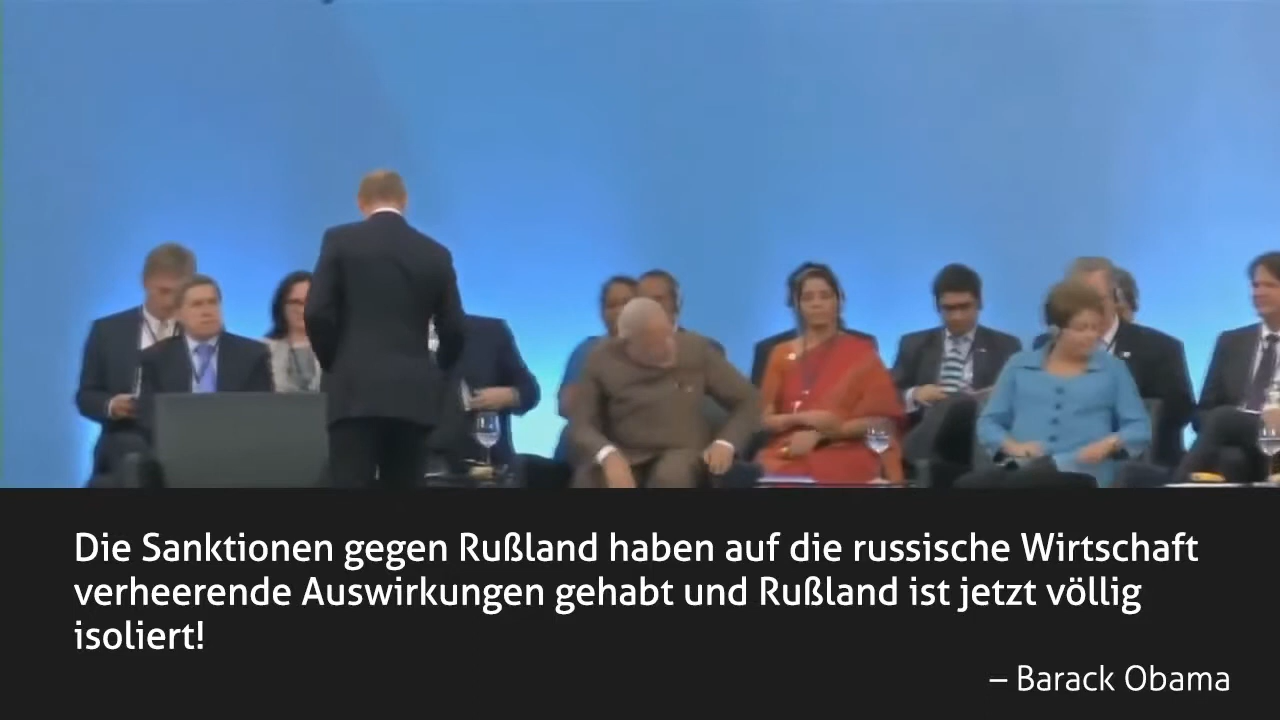 Die Sanktionen gegen Rußland haben auf die russische Wirtschaft
verheerende Auswirkungen gehabt und Rußland ist jetzt völlig
isoliert!
– Barack Obama